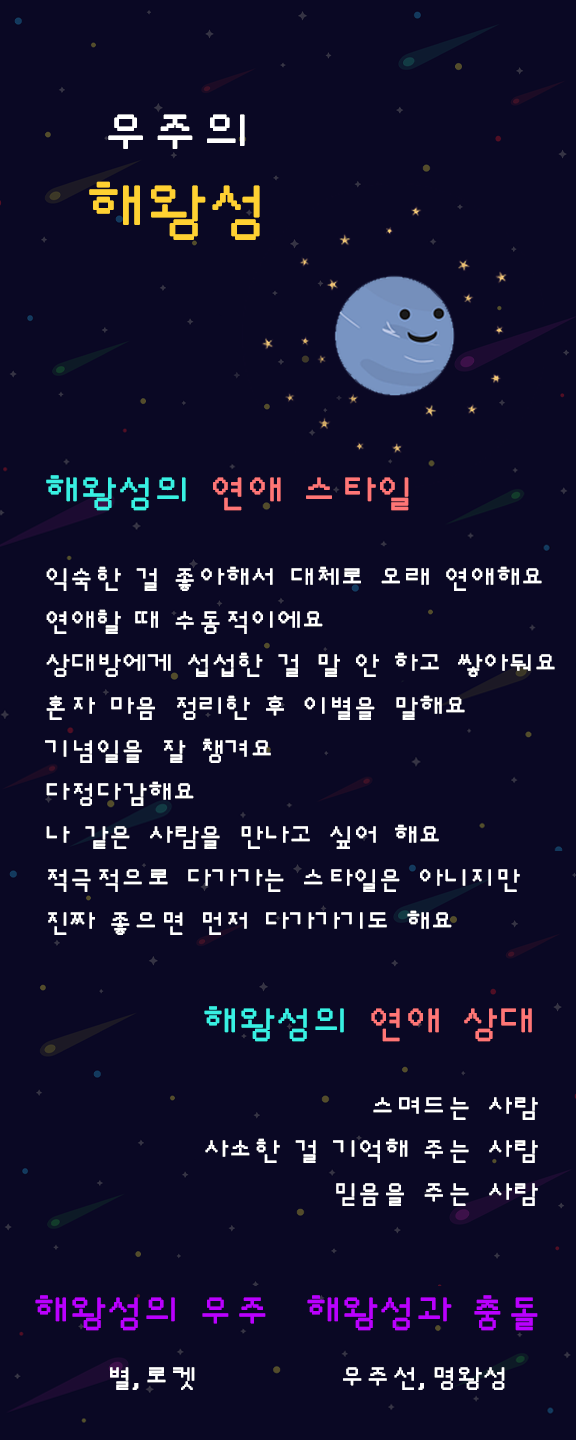 우주의
해왕성
해왕성의 연애 스타일
익숙한 걸 좋아해서 대체로 오래 연애해요
연애할 때 수동적이에요
상대방에게 섭섭한 걸 말 안 하고 쌓아둬요
혼자 마음 정리한 후 이별을 말해요
기념일을 잘 챙겨요
다정다감해요
나 같은 사람을 만나고 싶어 해요
적극적으로 다가가는 스타일은 아니지만
진짜 좋으면 먼저 다가가기도 해요
해왕성의 연애 상대
스며드는 사람
사소한 걸 기억해 주는 사람
믿음을 주는 사람
해왕성의 우주 해왕성과 충돌
별, 로켓 우주선, 명왕성